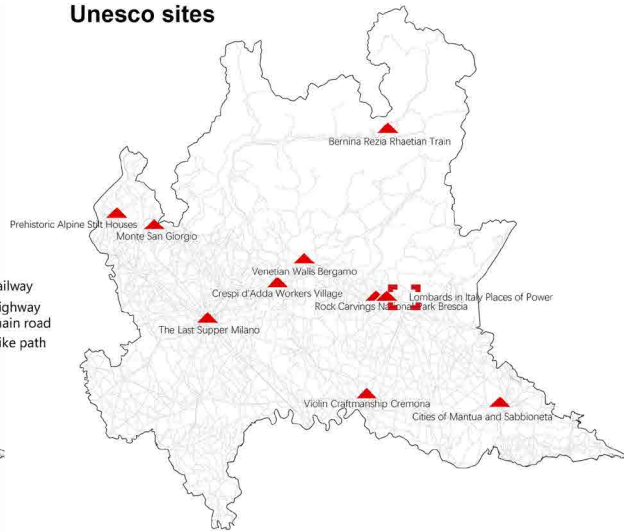 Unesco sites
Bernina Rezia Rhaetian Train
Prehistoric Alpine Stilt Houses
Monte San Giorgio
Venetian Walls Bergamo
Crespi d'Adda Workers Village
Lombards in Italy Places of Power
Rock Carvings National Park Brescia
The Last Supper Milano
Violin Craftmanship Cremona
Cities of Mantua and Sabbioneta
ailway
ighway
ain road
ike path